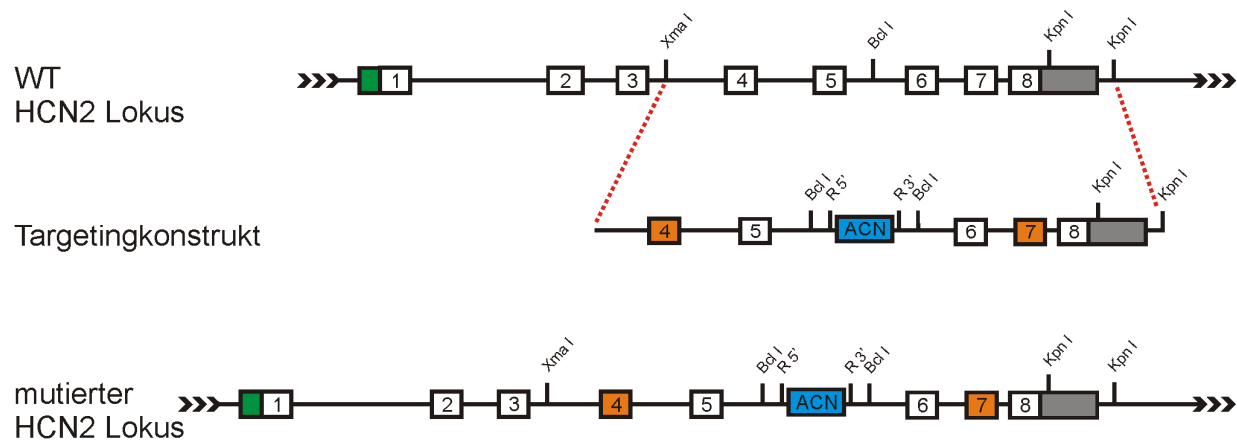 Xma I Bcl I Kpn I Kpn I
WT
HCN2 Lokus
1 2 3 4 5 6 7 8
Bcl I R 5' R 3' Bcl I Kpn I Kpn I
Targetingkonstrukt
4 5 ACN 6 7 8
Xma I Bcl I R 5' R 3' Bcl I Kpn I Kpn I
mutierter
HCN2 Lokus
1 2 3 4 5 ACN 6 7 8